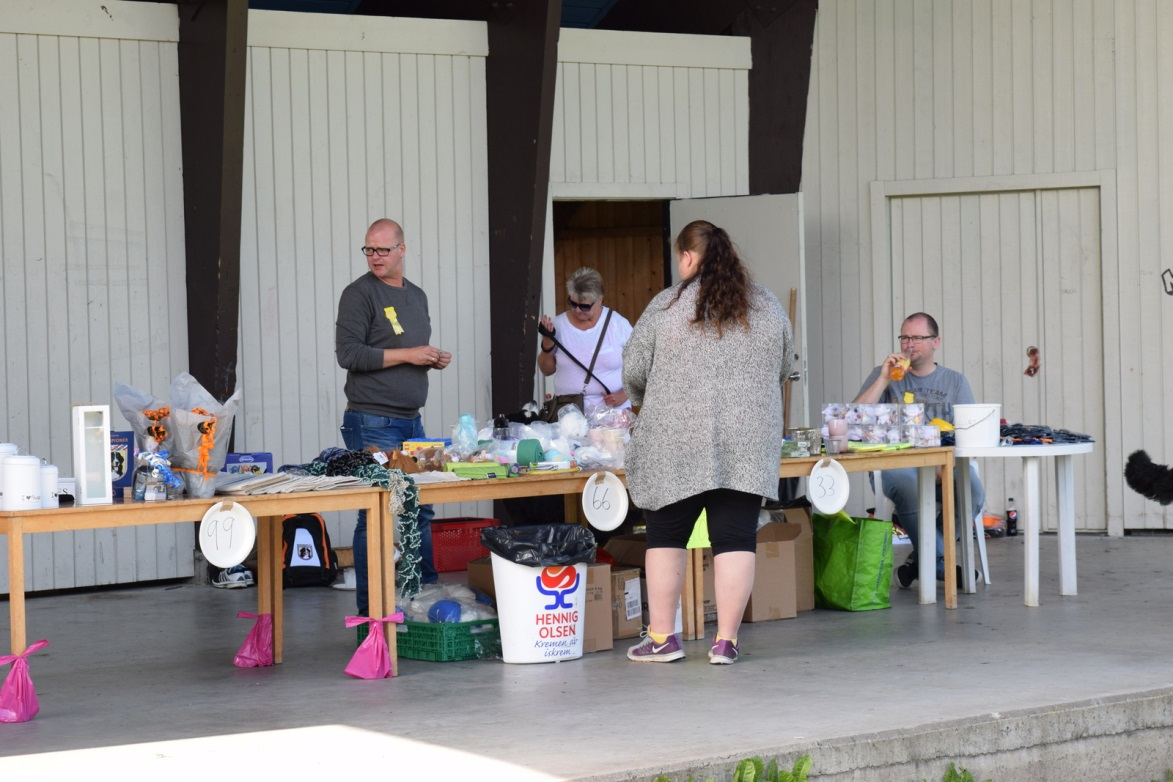 99
66
33
HENNIG
OLSEN
Kremen av
iskrem